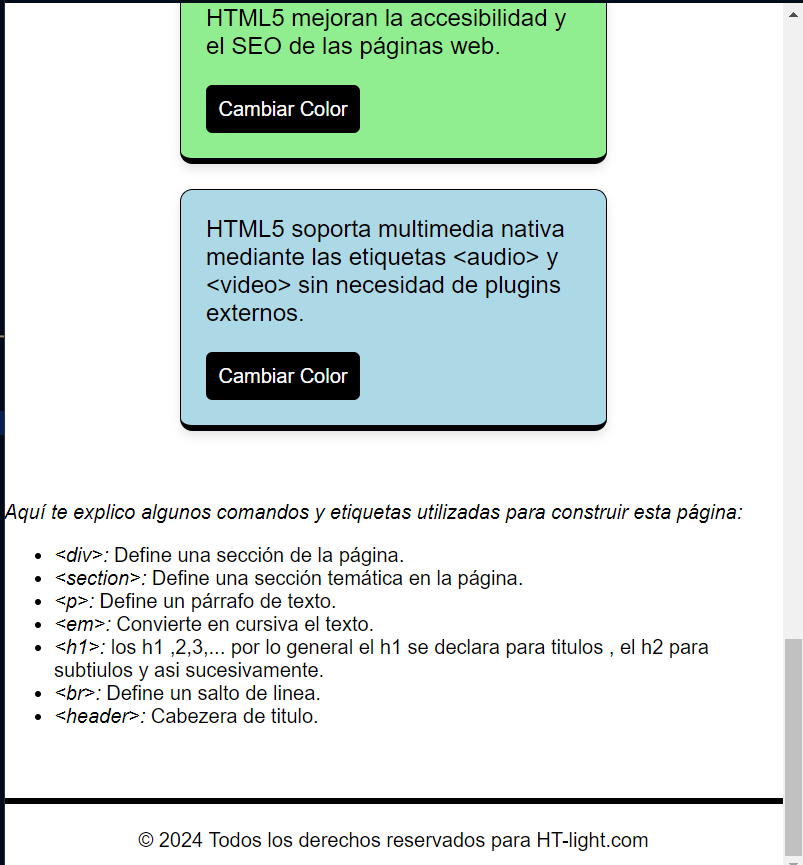 HTML5 mejoran la accesibilidad y
el SEO de las páginas web.
Cambiar Color
HTML5 soporta multimedia nativa
mediante las etiquetas <audio> y
<video> sin necesidad de plugins
externos.
Cambiar Color
Aquí te explico algunos comandos y etiquetas utilizadas para construir esta página:
<div>: Define una sección de la página.
<section>: Define una sección temática en la página.
<p>: Define un párrafo de texto.
<em>: Convierte en cursiva el texto.
<h1>: los h1 ,2,3,... por lo general el h1 se declara para titulos , el h2 para
subtiulos y asi sucesivamente.
<br>: Define un salto de linea.
<header>: Cabezera de titulo.
© 2024 Todos los derechos reservados para HT-light.com